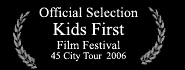 Official Selection
Kids First
Film Festival
45 City Tour 2006